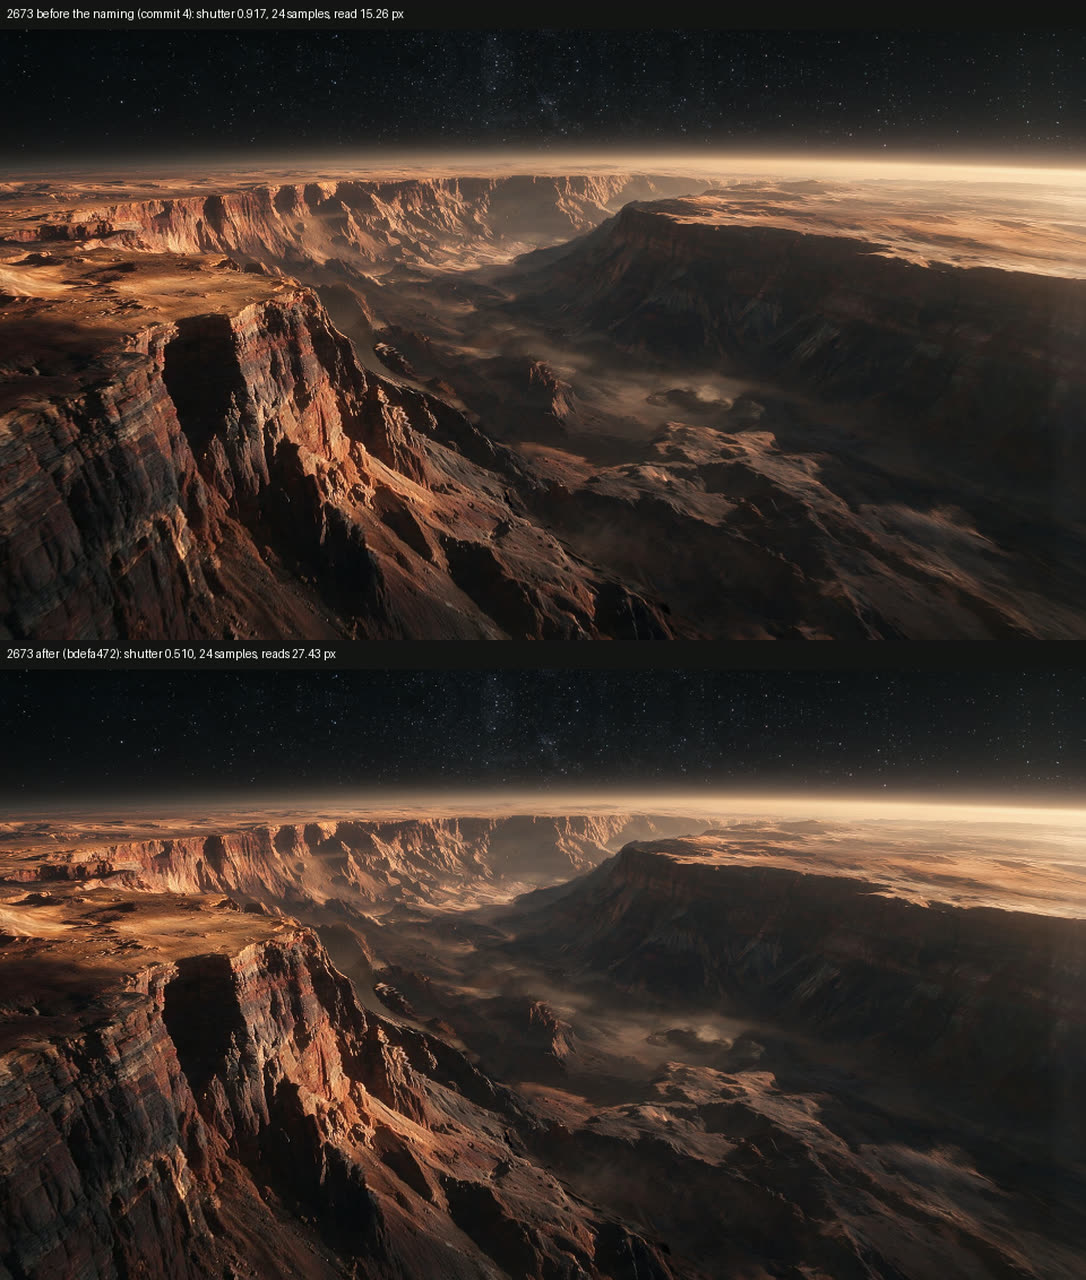 2673 before the naming (commit 4): shutter 0.917, 24 samples, read 15.26 px
2673 after (bdefa472): shutter 0.510, 24 samples, reads 27.43 px